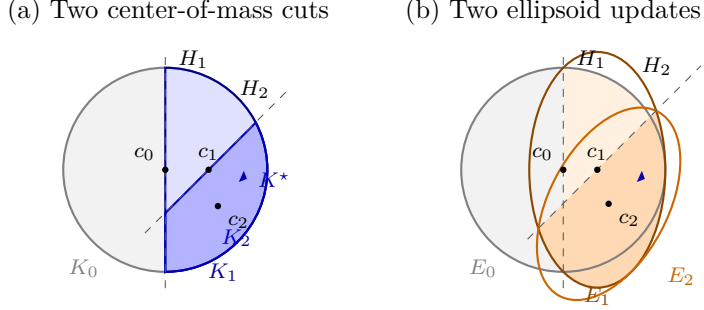 (a) Two center-of-mass cuts
H₁
H₂
c₀
c₁
K⋆
c₂
K₂
K₀
K₁
(b) Two ellipsoid updates
H₁
H₂
c₀
c₁
K⋆
c₂
E₀
E₂
E₁